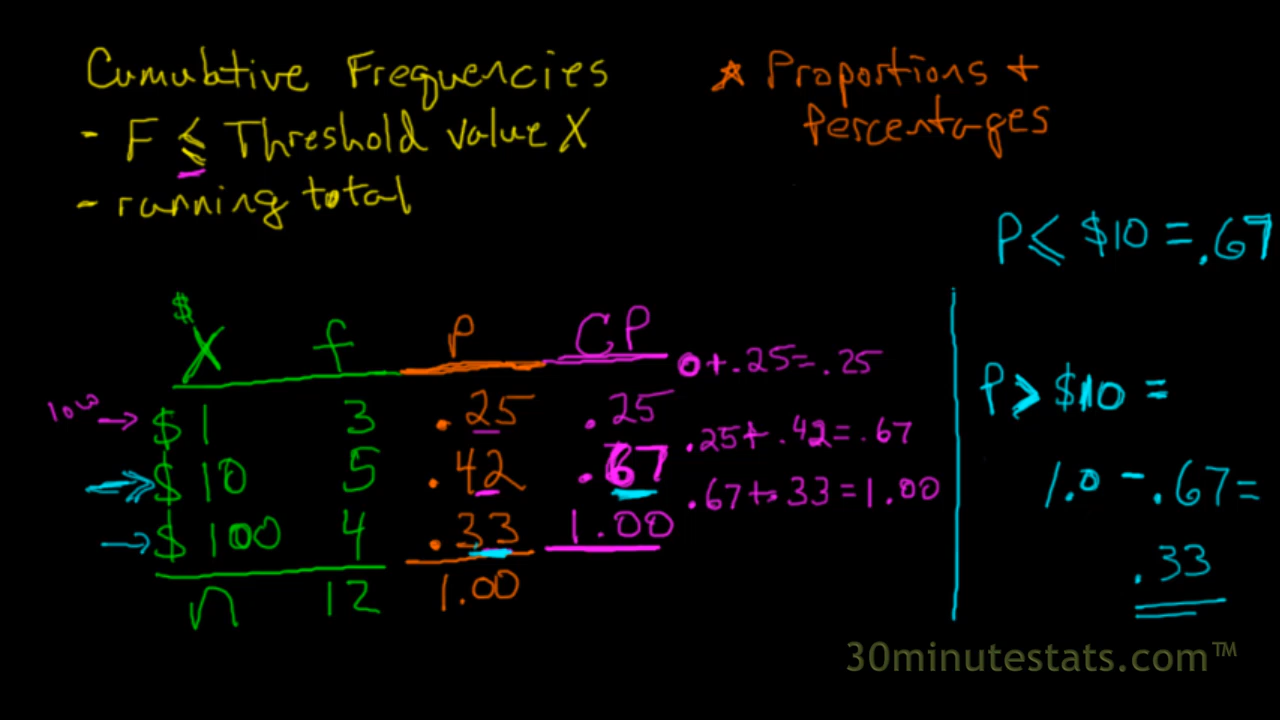 Cumulative Frequencies
- F ≤ Threshold value X
- running total
* Proportions +
Percentages
P ≤ $10 = .67
$
X f P CP
0 + .25 = .25
low → $ 1 3 .25 .25
.25 + .42 = .67
→ $ 10 5 .42 .67
.67 + .33 = 1.00
→ $ 100 4 .33 1.00
n 12 1.00
P > $10 =
1.0 - .67 =
.33
30minutestats.com™